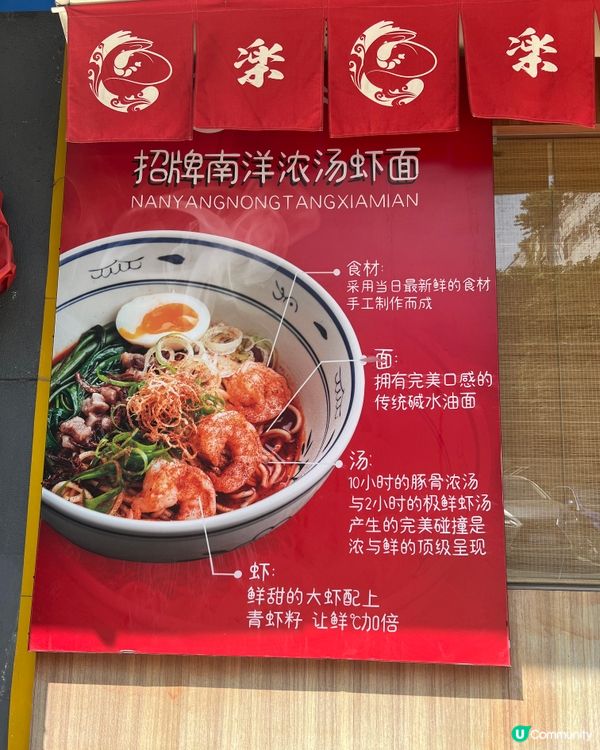 楽
楽
招牌南洋浓汤虾面
NANYANGNONGTANGXIAMIAN
食材:
采用当日最新鲜的食材
手工制作而成
面:
拥有完美口感的
传统碱水油面
汤:
10小时的豚骨浓汤
与2小时的极鲜虾汤
产生的完美碰撞是
浓与鲜的顶级呈现
虾:
鲜甜的大虾配上
青虾籽 让鲜℃加倍
U Community